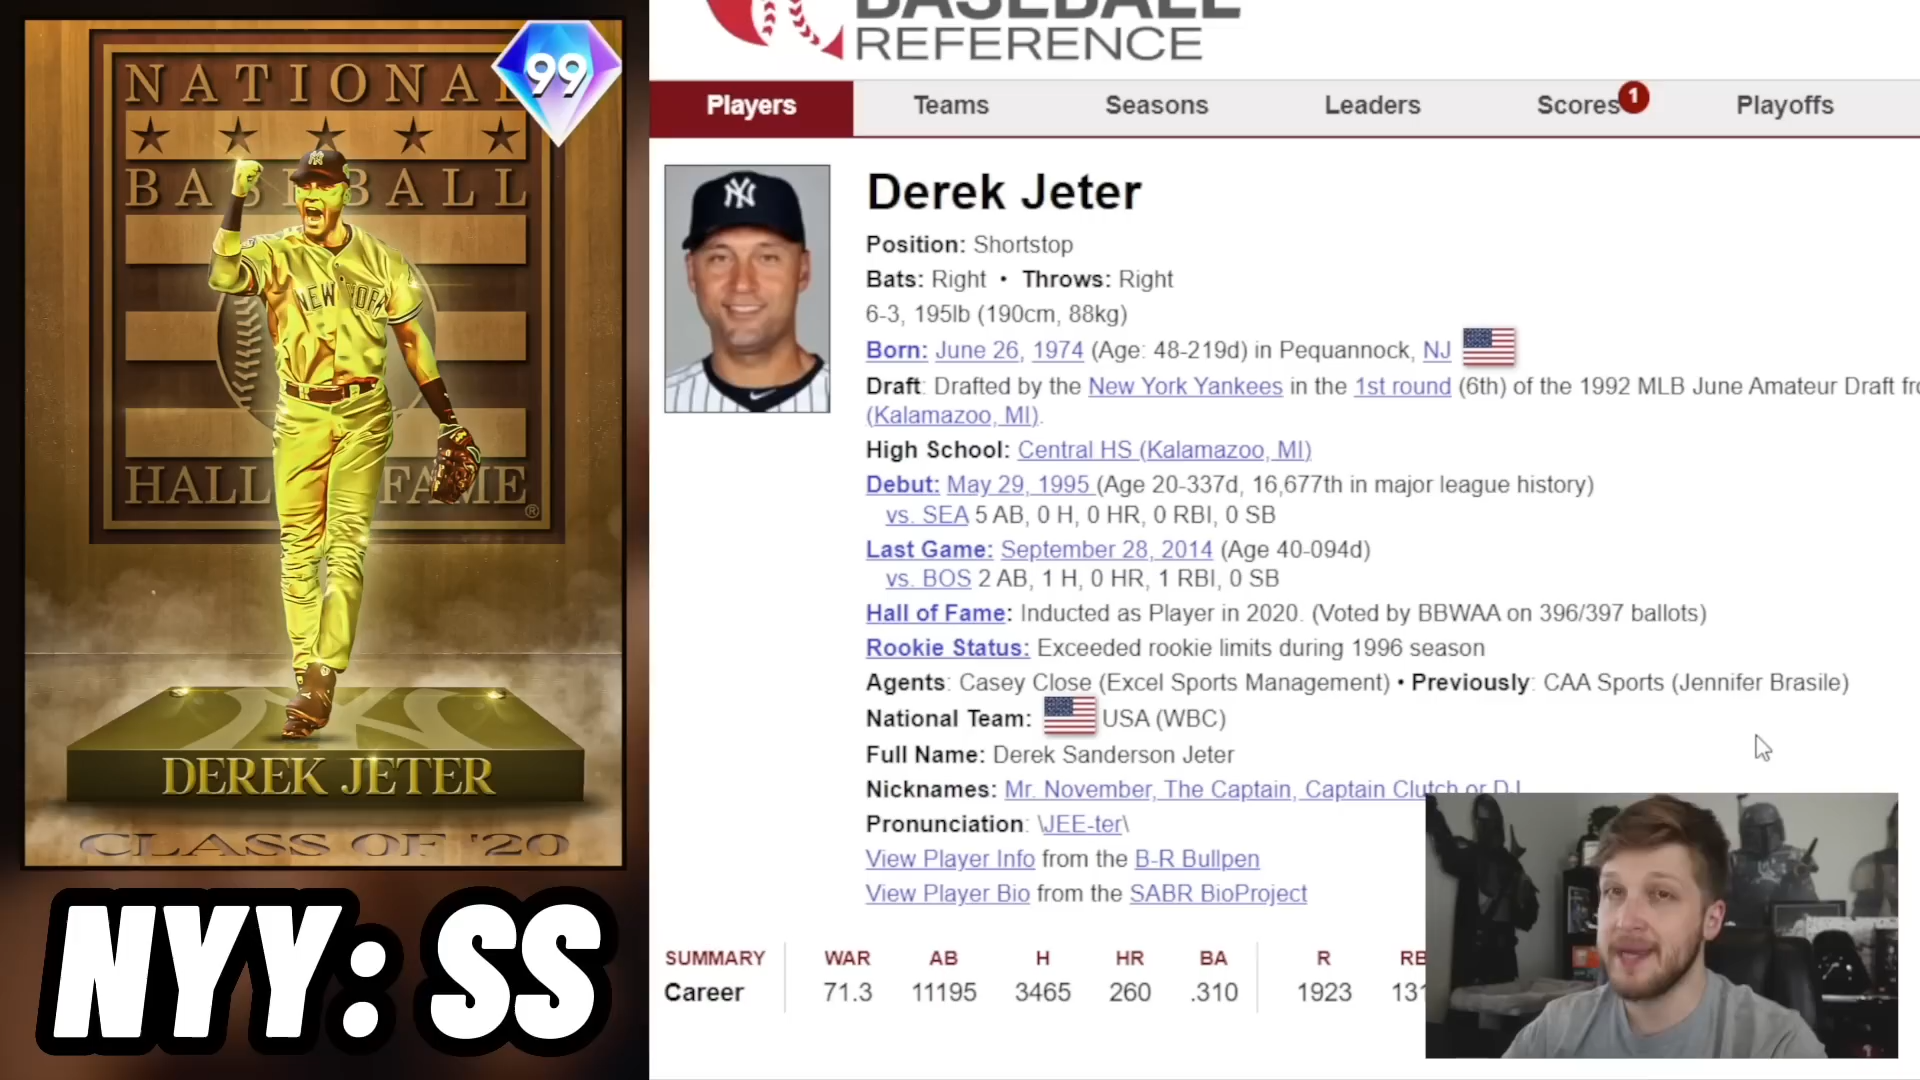 NATIONAL
99
BASEBALL
HALL FAME
®
NEW YORK
NY
DEREK JETER
CLASS OF '20
NYY: SS
BASEBALL
REFERENCE
Players
Teams
Seasons
Leaders
Scores 1
Playoffs
Derek Jeter
Position: Shortstop
Bats: Right • Throws: Right
6-3, 195lb (190cm, 88kg)
Born: June 26, 1974 (Age: 48-219d) in Pequannock, NJ
Draft: Drafted by the New York Yankees in the 1st round (6th) of the 1992 MLB June Amateur Draft
(Kalamazoo, MI).
High School: Central HS (Kalamazoo, MI)
Debut: May 29, 1995 (Age 20-337d, 16,677th in major league history)
vs. SEA 5 AB, 0 H, 0 HR, 0 RBI, 0 SB
Last Game: September 28, 2014 (Age 40-094d)
vs. BOS 2 AB, 1 H, 0 HR, 1 RBI, 0 SB
Hall of Fame: Inducted as Player in 2020. (Voted by BBWAA on 396/397 ballots)
Rookie Status: Exceeded rookie limits during 1996 season
Agents: Casey Close (Excel Sports Management) • Previously: CAA Sports (Jennifer Brasile)
National Team: USA (WBC)
Full Name: Derek Sanderson Jeter
Nicknames: Mr. November, The Captain, Captain Clutch or DJ
Pronunciation: \JEE-ter\
View Player Info from the B-R Bullpen
View Player Bio from the SABR BioProject
SUMMARY WAR AB H HR BA R RB
Career 71.3 11195 3465 260 .310 1923 131